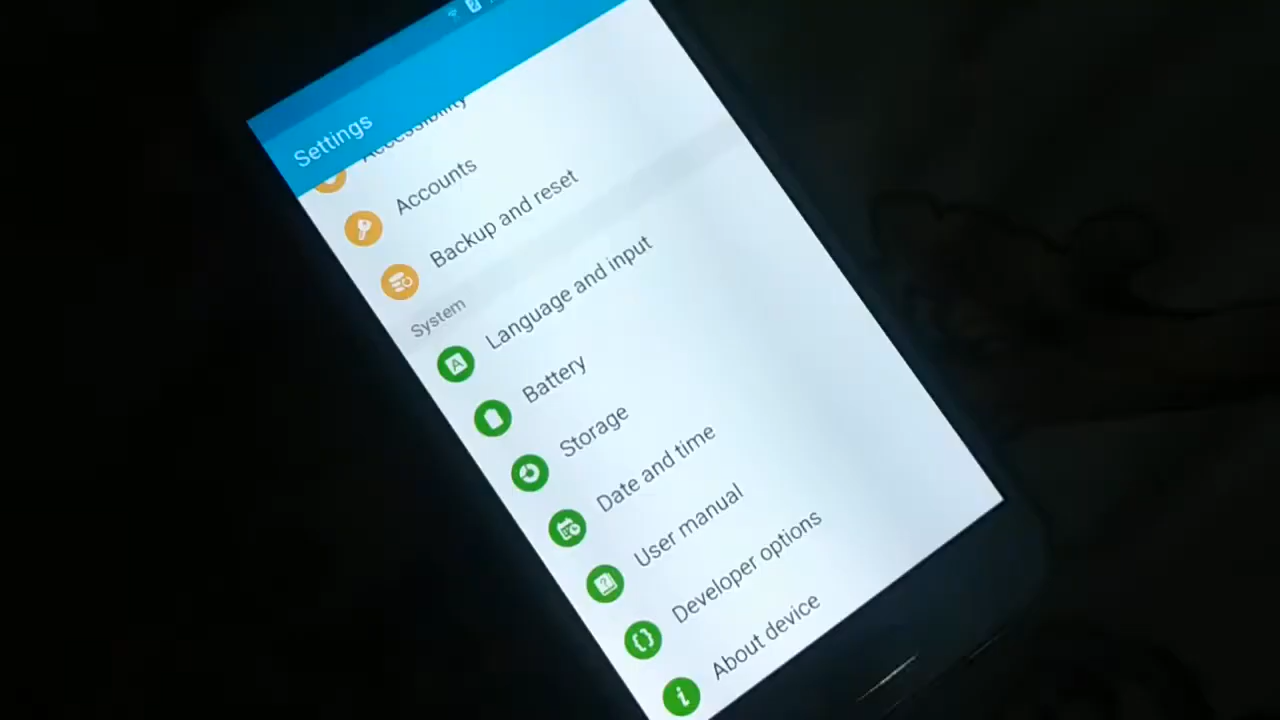 Settings
Accessibility
Accounts
Backup and reset
System
Language and input
Battery
Storage
Date and time
User manual
Developer options
About device